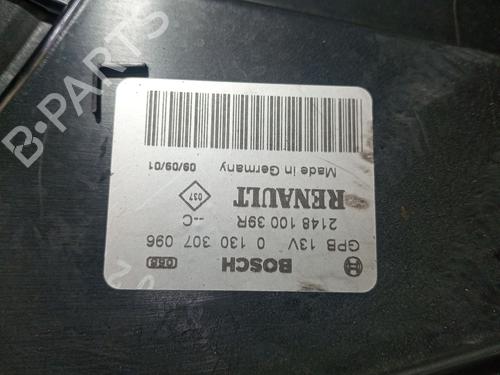 BOSCH
GPB 13V 0 130 307 096
--C
2148 100 39R
RENAULT
037
09/09/01 Made in Germany
B-PARTS